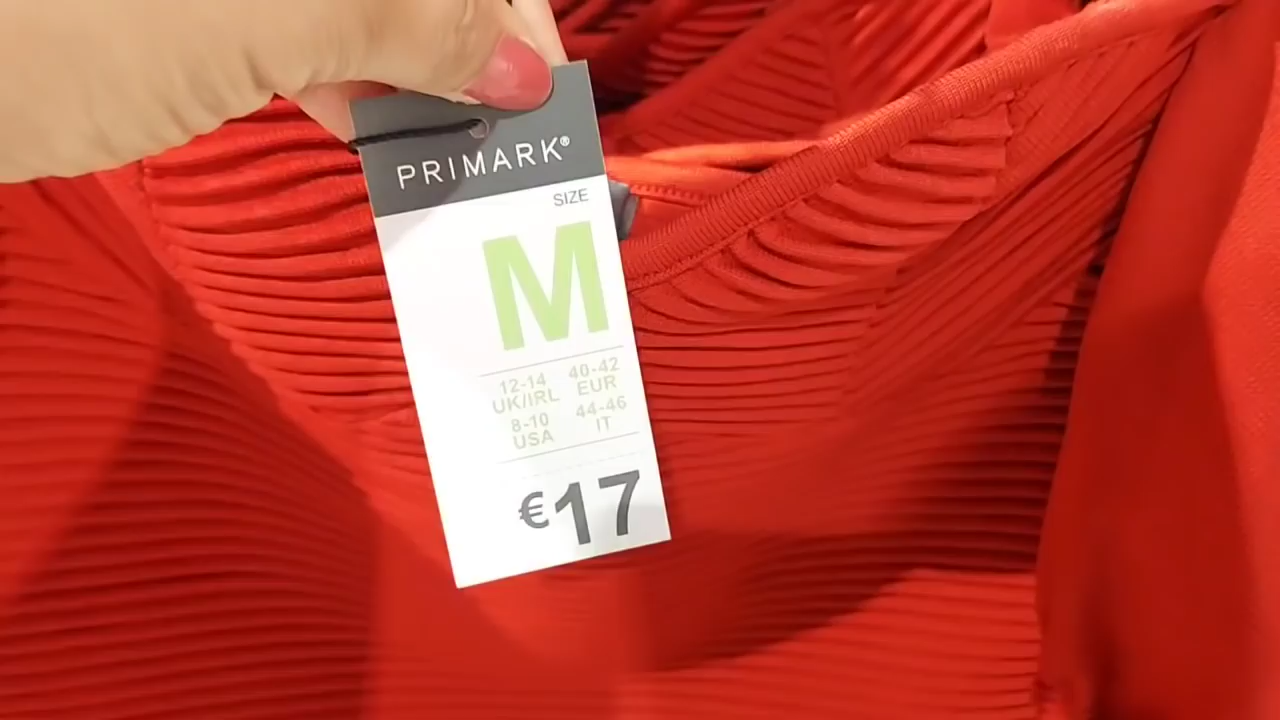 PRIMARK®
SIZE
M
12-14 40-42
UK/IRL EUR
8-10 44-46
USA IT
€17